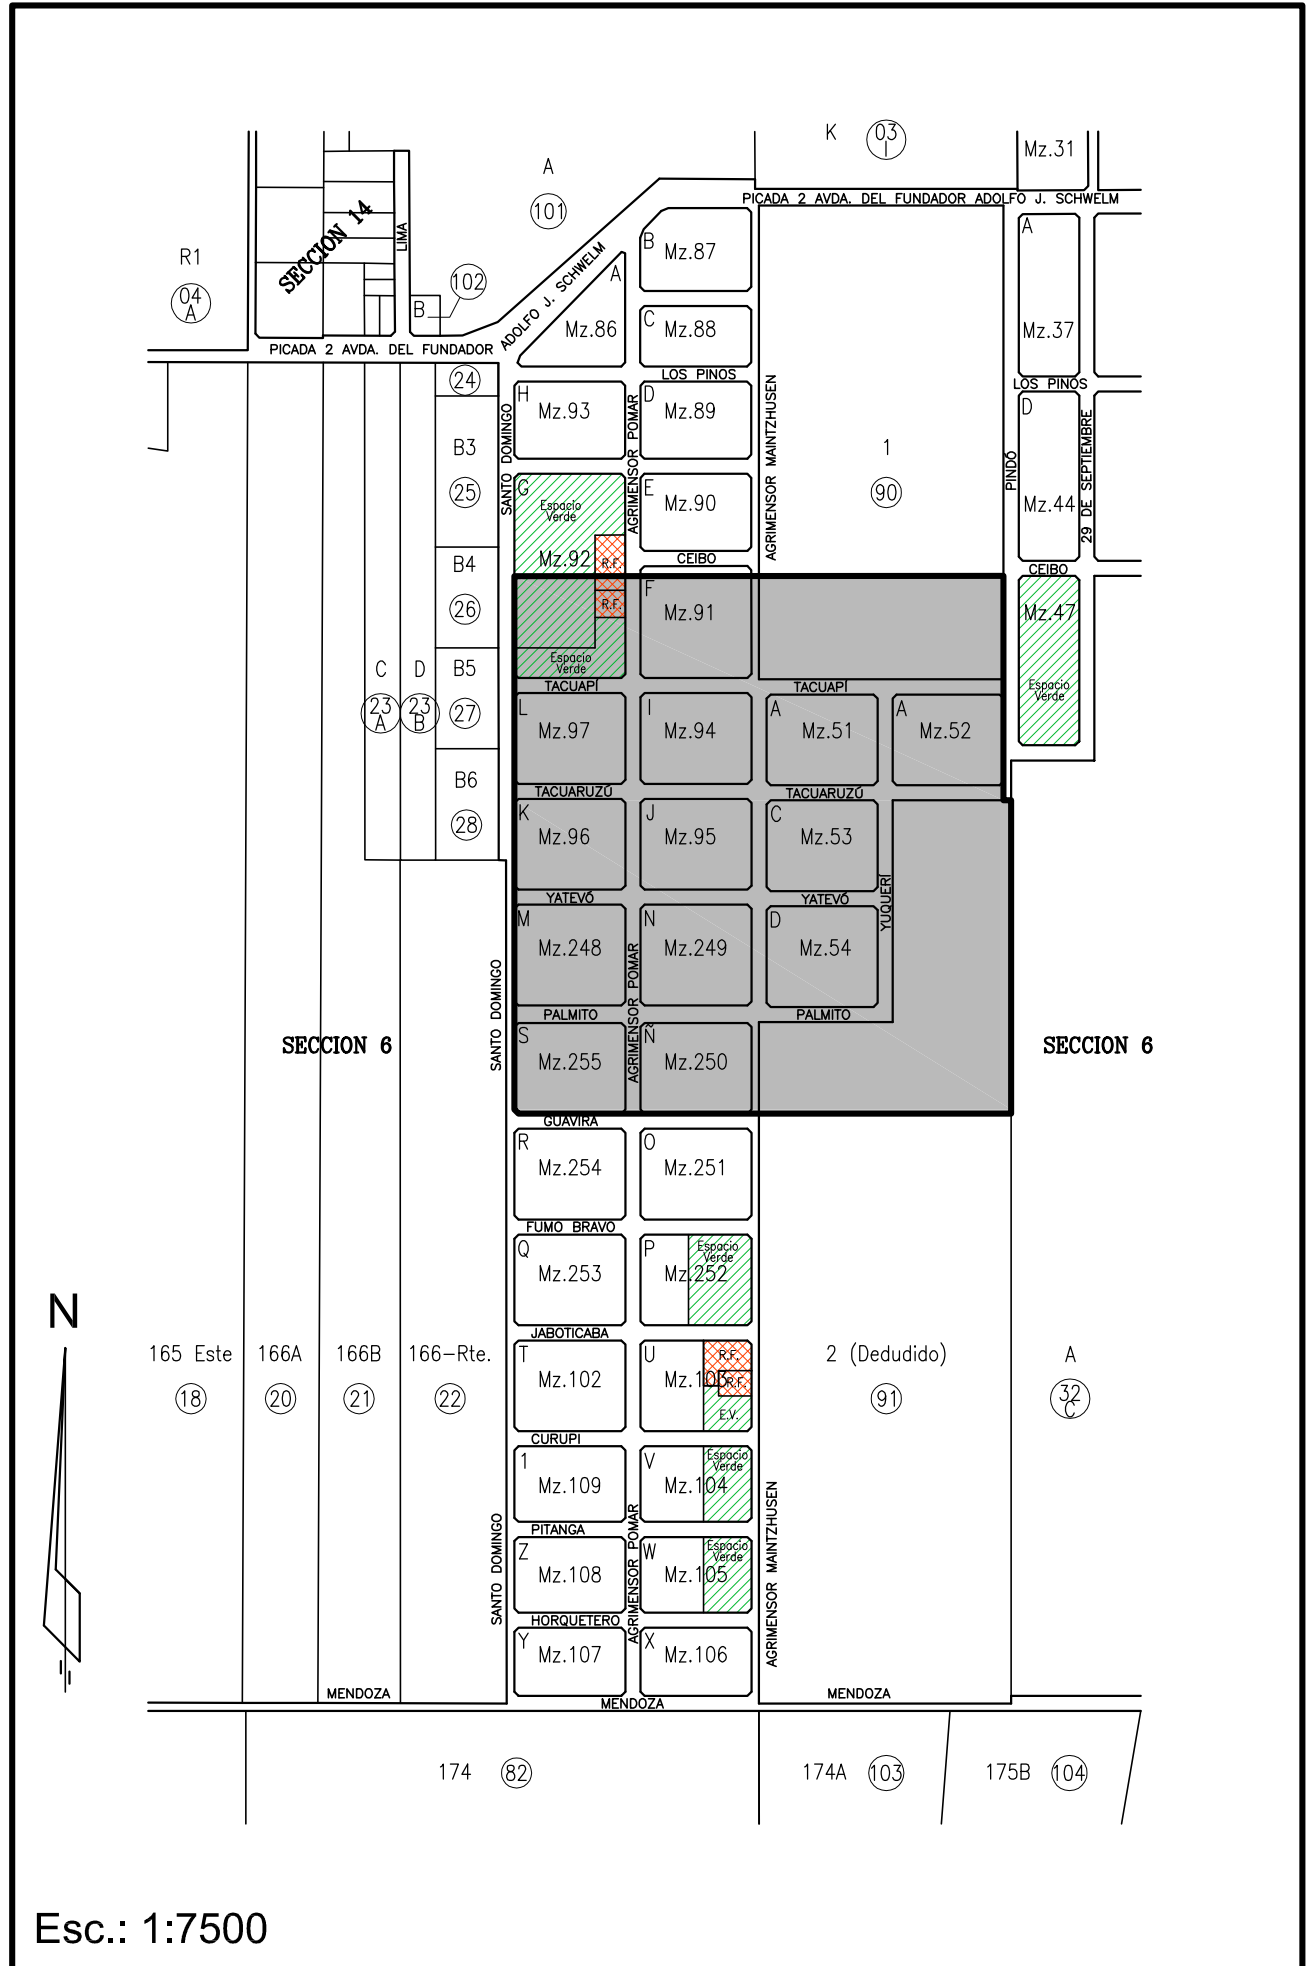 K 03 I
Mz.31
A
101
PICADA 2 AVDA. DEL FUNDADOR ADOLFO J. SCHWELM
SECCION 14
LIMA
R1
04 A
B
102
ADOLFO J. SCHWELM
PICADA 2 AVDA. DEL FUNDADOR
A
Mz.86
B
Mz.87
C
Mz.88
A
Mz.37
LOS PINOS
LOS PINOS
24
H
Mz.93
D
Mz.89
AGRIMENSOR MAINTZHUSEN
SANTO DOMINGO
AGRIMENSOR POMAR
B3
25
1
90
PINDÓ
D
Mz.44
29 DE SEPTIEMBRE
G
Espacio
Verde
Mz.92
R.F.
E
Mz.90
CEIBO
CEIBO
B4
26
R.F.
F
Mz.91
Mz.47
Espacio
Verde
Espacio
Verde
C
23 A
D
23 B
B5
27
TACUAPÍ
TACUAPÍ
L
Mz.97
I
Mz.94
A
Mz.51
A
Mz.52
B6
28
TACUARUZÚ
TACUARUZÚ
K
Mz.96
J
Mz.95
C
Mz.53
YUQUERÍ
YATEVÓ
YATEVÓ
M
Mz.248
N
Mz.249
D
Mz.54
SANTO DOMINGO
AGRIMENSOR POMAR
PALMITO
PALMITO
SECCION 6
SECCION 6
S
Mz.255
Ñ
Mz.250
GUAVIRA
R
Mz.254
O
Mz.251
FUMO BRAVO
Q
Mz.253
P
Mz.252
Espacio
Verde
N
JABOTICABA
165 Este
18
166A
20
166B
21
166-Rte.
22
T
Mz.102
U
Mz.103
R.F.
R.F.
E.V.
2 (Dedudido)
91
A
32 C
CURUPI
1
Mz.109
V
Mz.104
Espacio
Verde
SANTO DOMINGO
AGRIMENSOR POMAR
AGRIMENSOR MAINTZHUSEN
PITANGA
Z
Mz.108
W
Mz.105
Espacio
Verde
HORQUETERO
Y
Mz.107
X
Mz.106
MENDOZA
MENDOZA
MENDOZA
174 82
174A 103
175B 104
Esc.: 1:7500